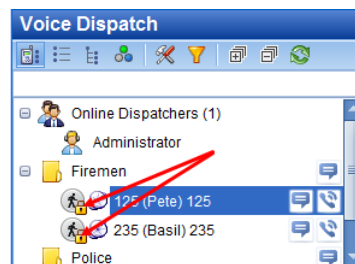 Voice Dispatch
Online Dispatchers (1)
Administrator
Firemen
125 (Pete) 125
235 (Basil) 235
Police